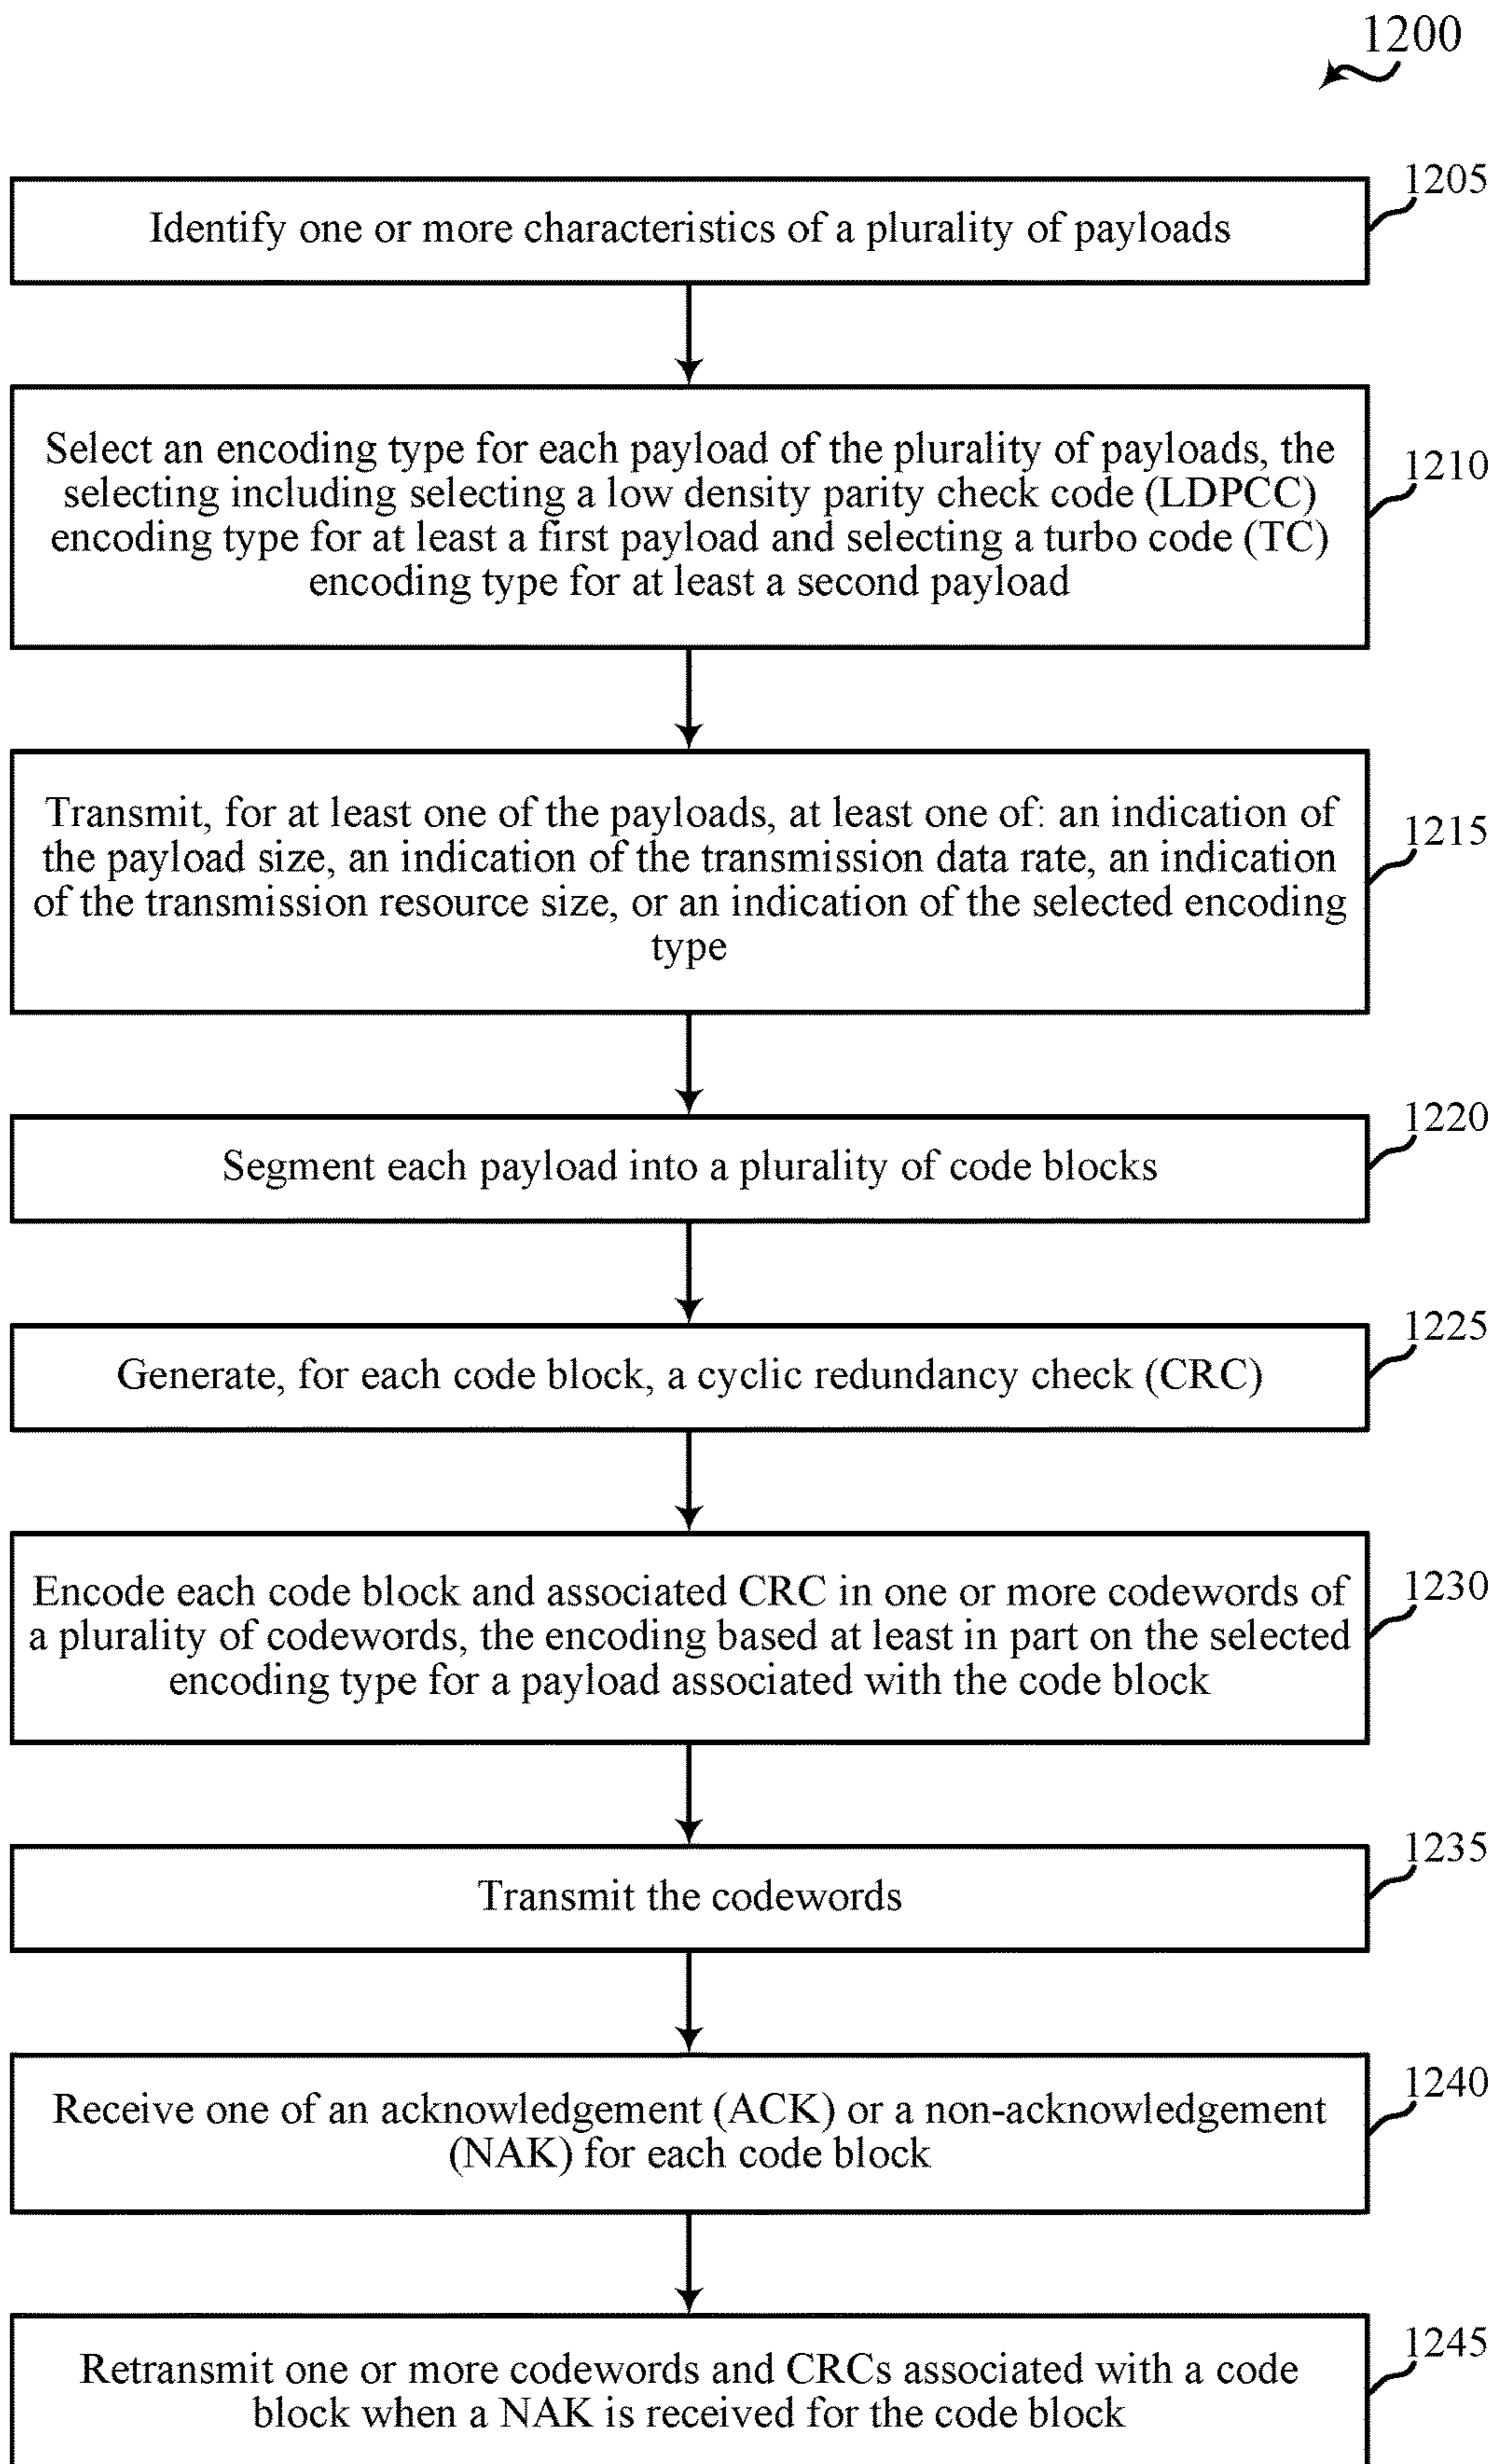 1200
1205
Identify one or more characteristics of a plurality of payloads
1210
Select an encoding type for each payload of the plurality of payloads, the
selecting including selecting a low density parity check code (LDPCC)
encoding type for at least a first payload and selecting a turbo code (TC)
encoding type for at least a second payload
1215
Transmit, for at least one of the payloads, at least one of: an indication of
the payload size, an indication of the transmission data rate, an indication
of the transmission resource size, or an indication of the selected encoding
type
1220
Segment each payload into a plurality of code blocks
1225
Generate, for each code block, a cyclic redundancy check (CRC)
1230
Encode each code block and associated CRC in one or more codewords of
a plurality of codewords, the encoding based at least in part on the selected
encoding type for a payload associated with the code block
1235
Transmit the codewords
1240
Receive one of an acknowledgement (ACK) or a non-acknowledgement
(NAK) for each code block
1245
Retransmit one or more codewords and CRCs associated with a code
block when a NAK is received for the code block